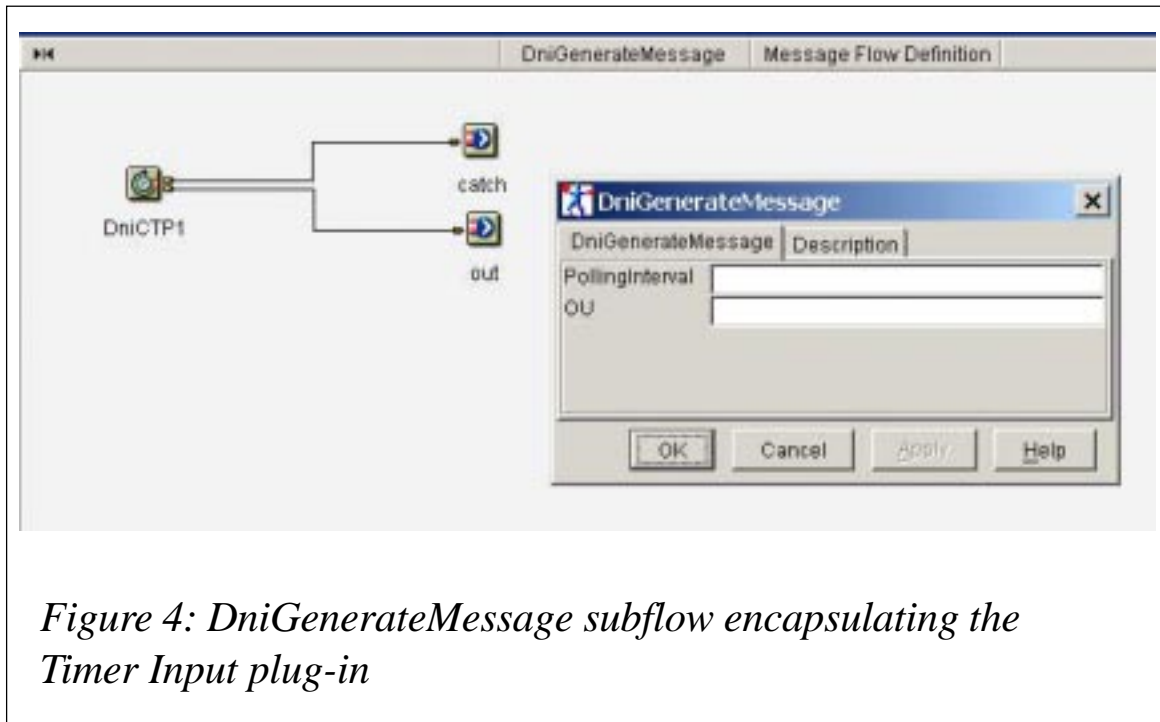 DniGenerateMessage Message Flow Definition
catch
DniCTP1
out
DniGenerateMessage
DniGenerateMessage Description
PollingInterval
OU
OK Cancel Apply Help
Figure 4: DniGenerateMessage subflow encapsulating the
Timer Input plug-in